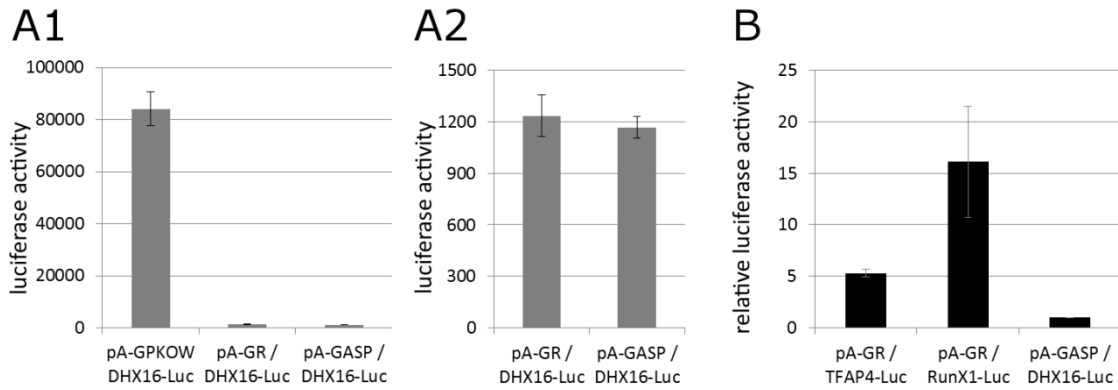 A1
A2
B
100000
80000
60000
40000
20000
0
luciferase activity
pA-GPKOW
DHX16-Luc
pA-GR /
DHX16-Luc
pA-GASP /
DHX16-Luc
1500
1200
900
600
300
0
luciferase activity
pA-GR /
DHX16-Luc
pA-GASP /
DHX16-Luc
25
20
15
10
5
0
relative luciferase activity
pA-GR /
TFAP4-Luc
pA-GR /
RunX1-Luc
pA-GASP /
DHX16-Luc